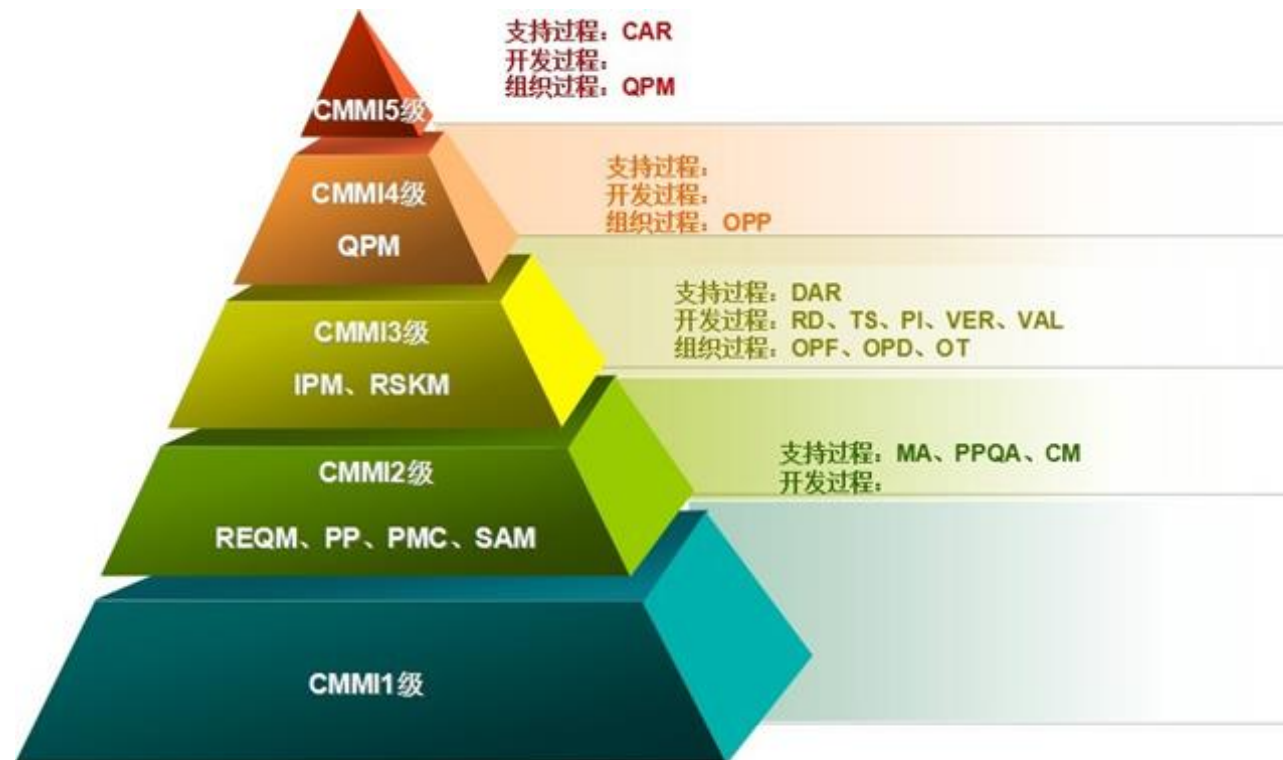 支持过程：CAR
开发过程：
组织过程：QPM
CMMI5级
支持过程：
开发过程：
组织过程：OPP
CMMI4级
QPM
支持过程：DAR
开发过程：RD、TS、PI、VER、VAL
组织过程：OPF、OPD、OT
CMMI3级
IPM、RSKM
支持过程：MA、PPQA、CM
开发过程：
CMMI2级
REQM、PP、PMC、SAM
CMMI1级